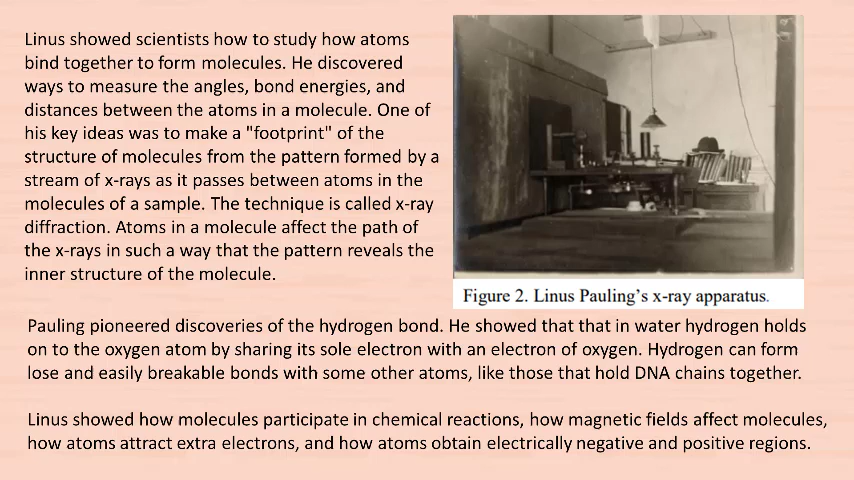 Linus showed scientists how to study how atoms
bind together to form molecules. He discovered
ways to measure the angles, bond energies, and
distances between the atoms in a molecule. One of
his key ideas was to make a "footprint" of the
structure of molecules from the pattern formed by a
stream of x-rays as it passes between atoms in the
molecules of a sample. The technique is called x-ray
diffraction. Atoms in a molecule affect the path of
the x-rays in such a way that the pattern reveals the
inner structure of the molecule.
Figure 2. Linus Pauling's x-ray apparatus.
Pauling pioneered discoveries of the hydrogen bond. He showed that that in water hydrogen holds
on to the oxygen atom by sharing its sole electron with an electron of oxygen. Hydrogen can form
lose and easily breakable bonds with some other atoms, like those that hold DNA chains together.
Linus showed how molecules participate in chemical reactions, how magnetic fields affect molecules,
how atoms attract extra electrons, and how atoms obtain electrically negative and positive regions.